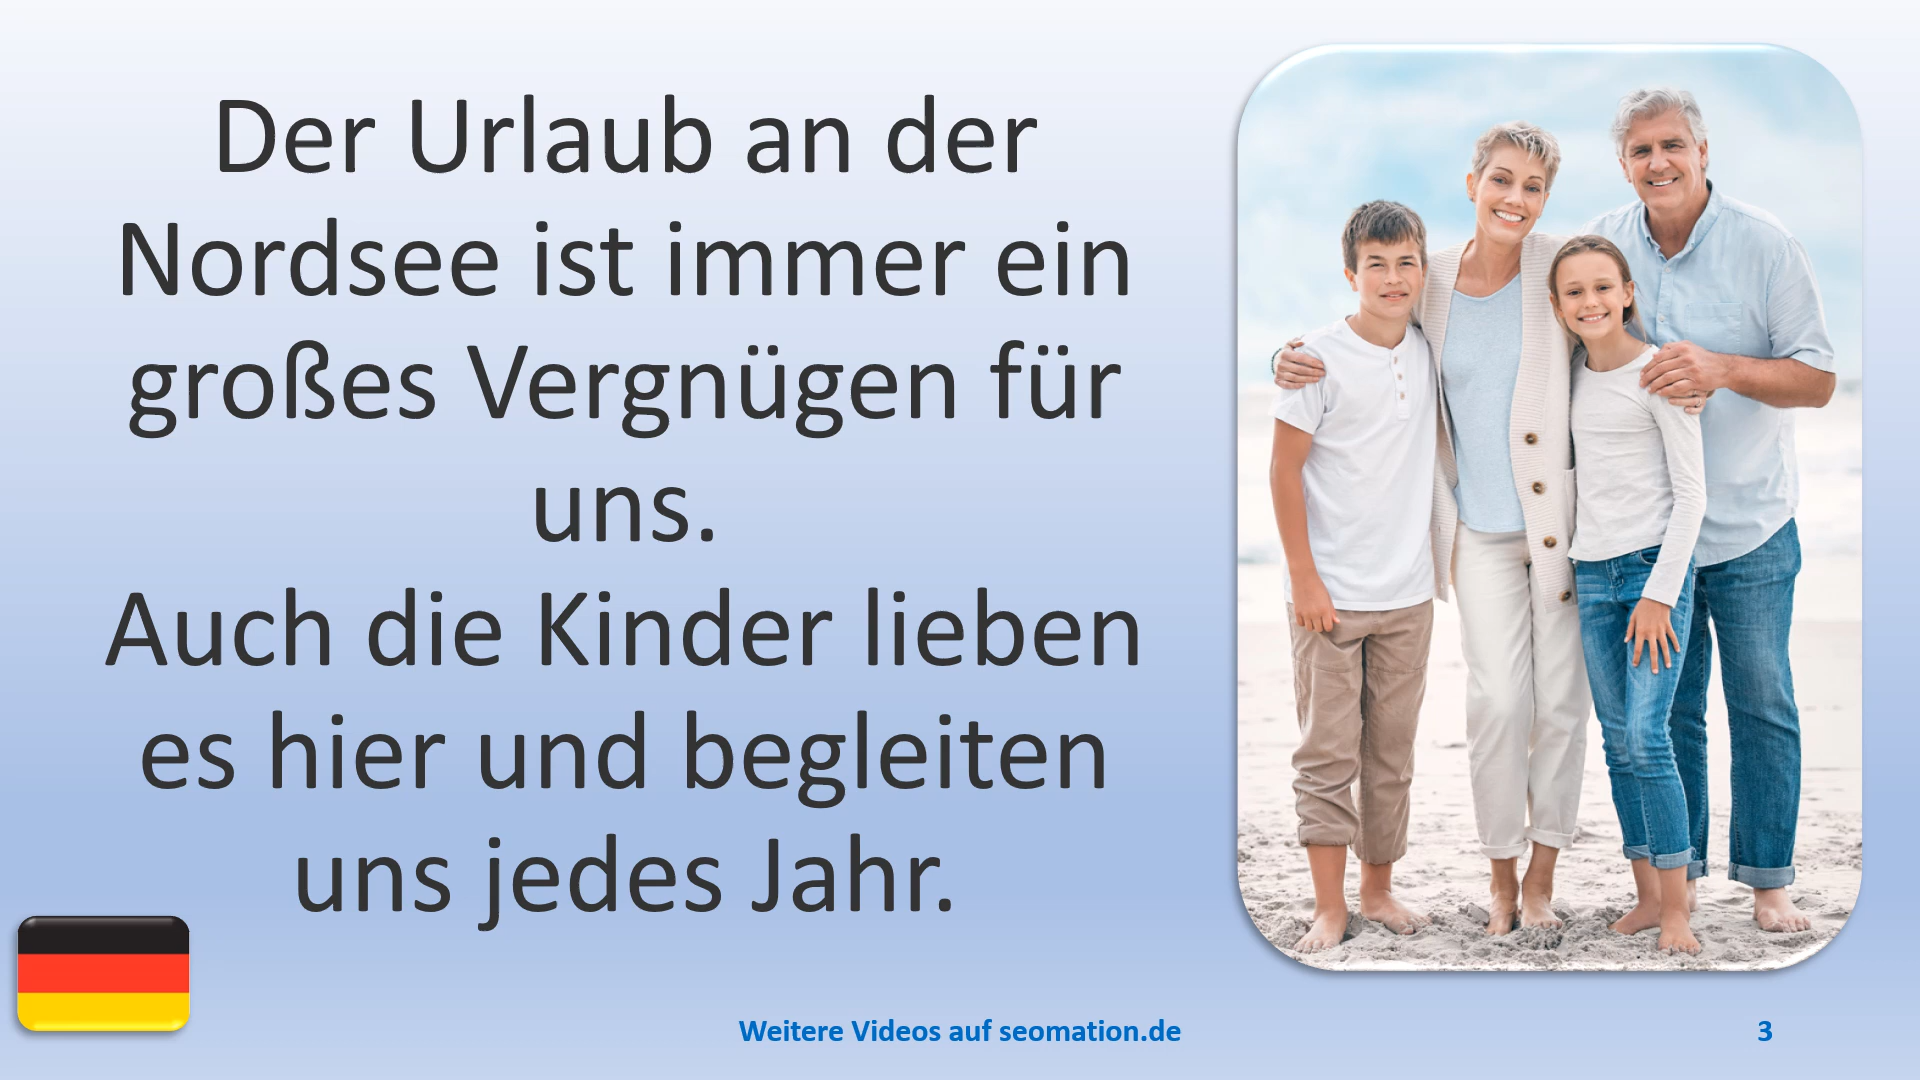 Der Urlaub an der
Nordsee ist immer ein
großes Vergnügen für
uns.
Auch die Kinder lieben
es hier und begleiten
uns jedes Jahr.
Weitere Videos auf seomation.de
3